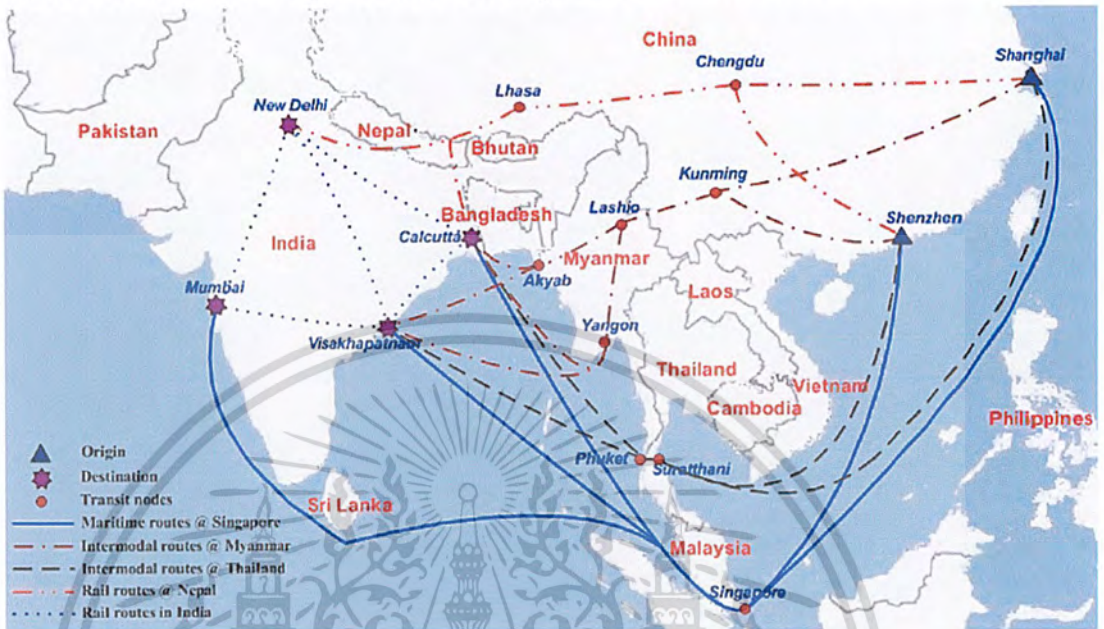 China
Shanghai
Chengdu
Lhasa
New Delhi
Pakistan
Nepal
Bhutan
Kunming
Lashio
Shenzhen
Bangladesh
Calcutta
India
Myanmar
Akyab
Mumbai
Laos
Yangon
Visakhapatnam
Thailand
Vietnam
Cambodia
Philippines
Phuket
Suratthani
Sri Lanka
Malaysia
Singapore
Origin
Destination
Transit nodes
Maritime routes @ Singapore
Intermodal routes @ Myanmar
Intermodal routes @ Thailand
Rail routes @ Nepal
Rail routes in India